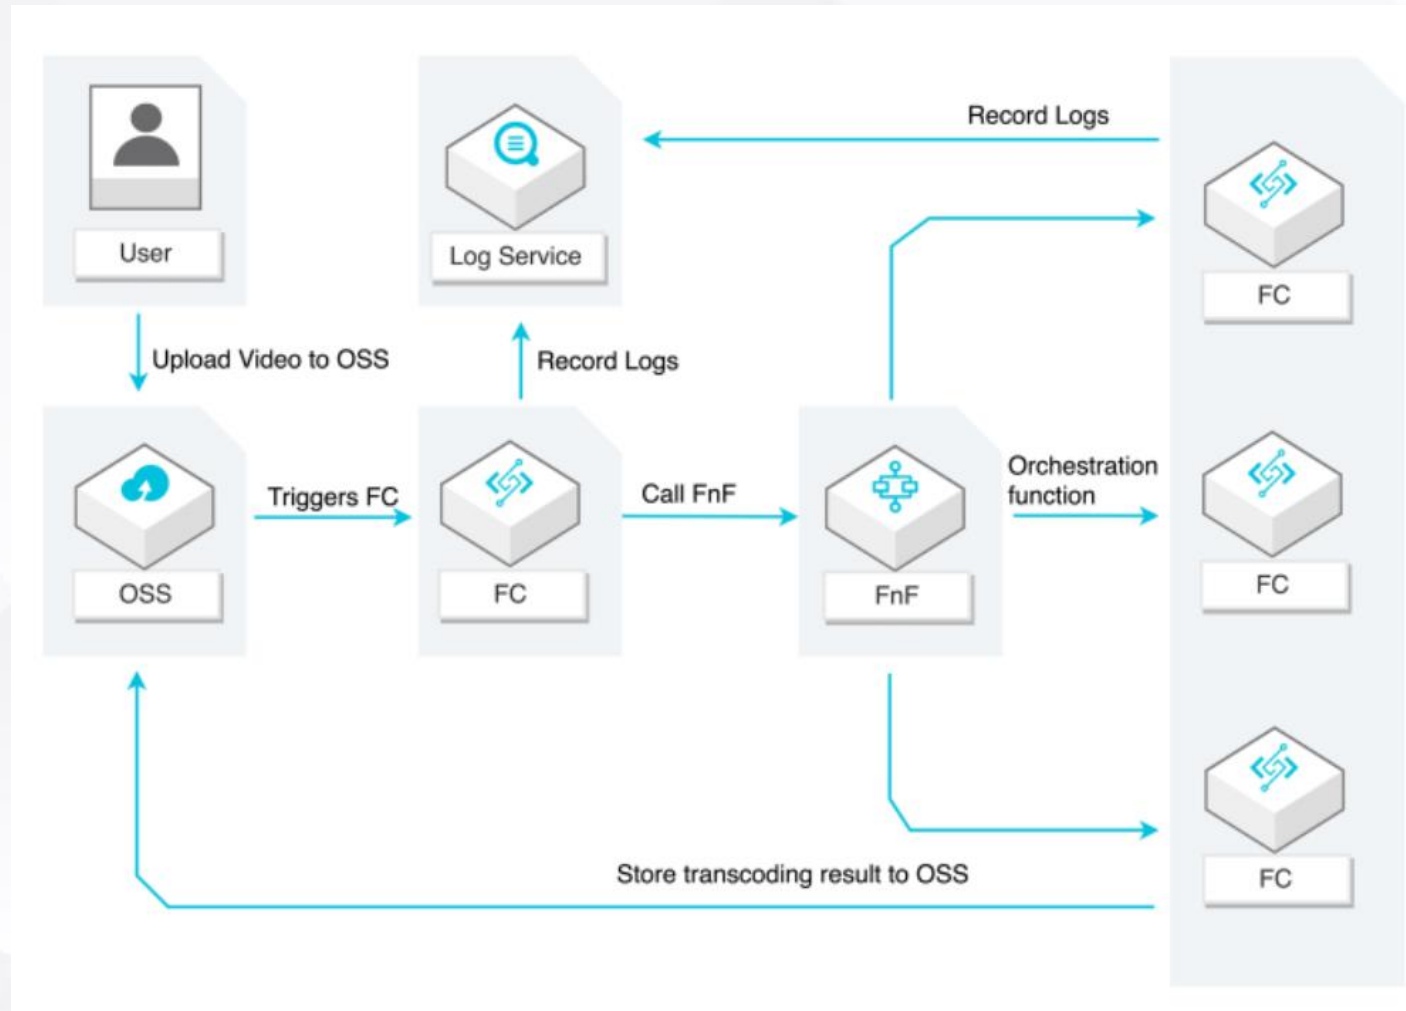 Record Logs
User
Log Service
FC
Upload Video to OSS
Record Logs
Triggers FC
Call FnF
Orchestration
function
OSS
FC
FnF
FC
Store transcoding result to OSS
FC